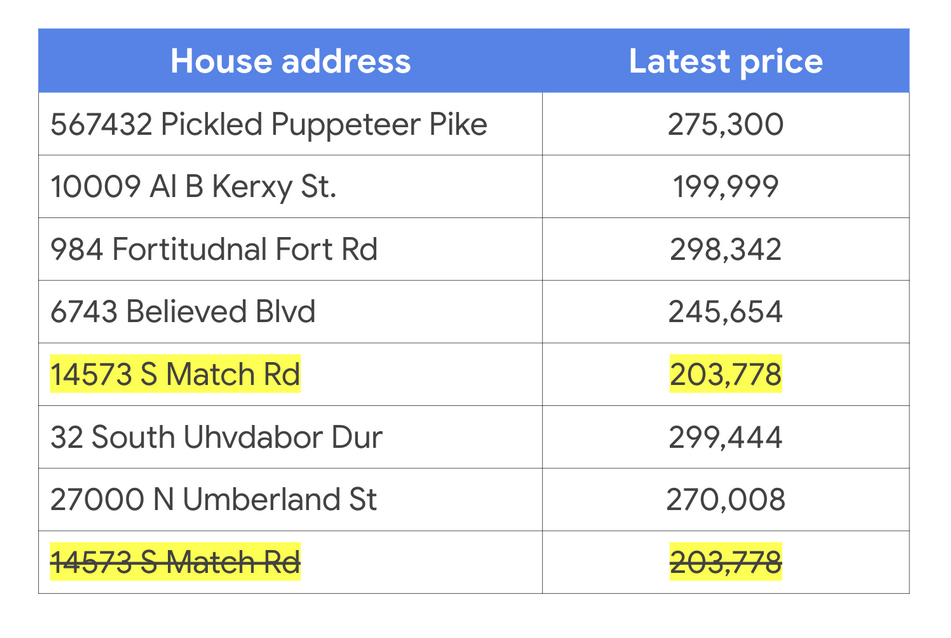 House address Latest price
567432 Pickled Puppeteer Pike 275,300
10009 Al B Kerxy St. 199,999
984 Fortitudnal Fort Rd 298,342
6743 Believed Blvd 245,654
14573 S Match Rd 203,778
32 South Uhvdabor Dur 299,444
27000 N Umberland St 270,008
14573 S Match Rd 203,778